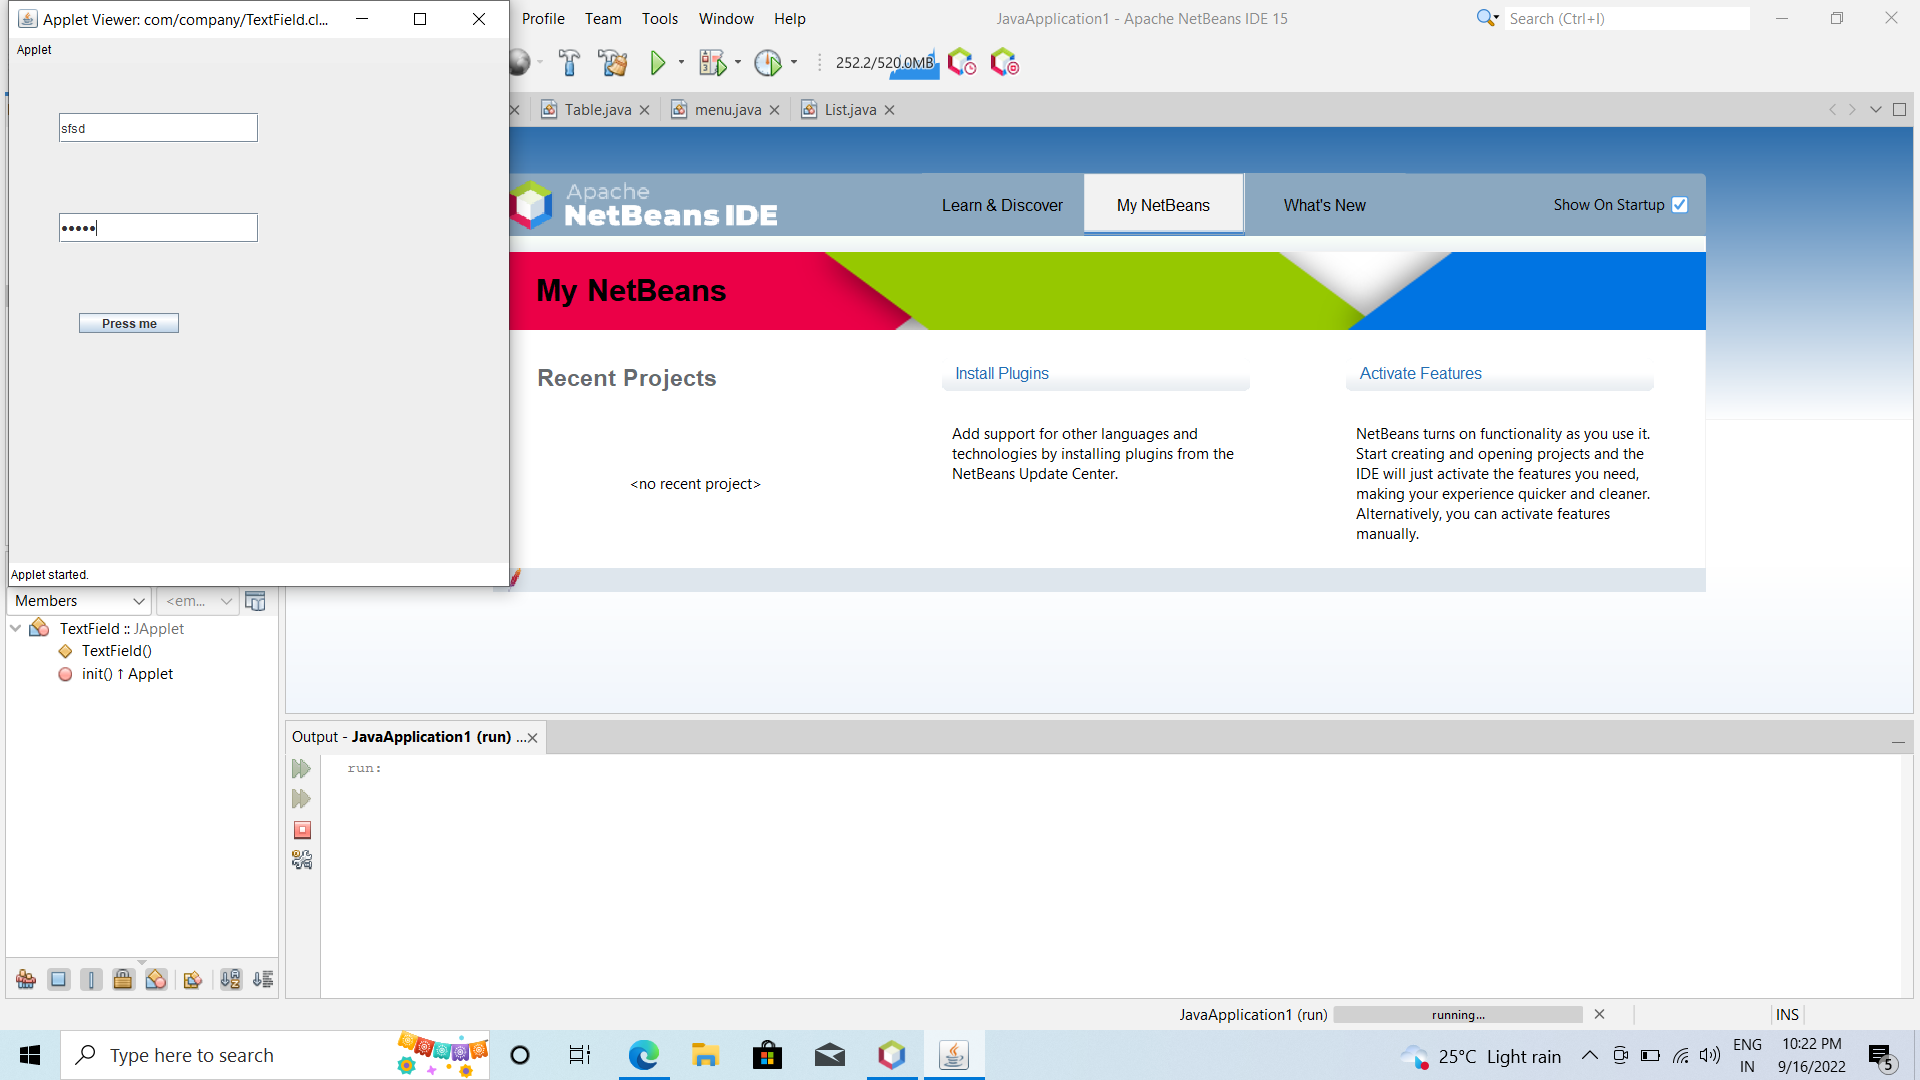 Applet Viewer: com/company/TextField.cl...
Applet
sfsd
•••••
Press me
Applet started.
Profile Team Tools Window Help
JavaApplication1 - Apache NetBeans IDE 15
Search (Ctrl+I)
252.2/520.0MB
Table.java
menu.java
List.java
Apache
NetBeans IDE
Learn & Discover
My NetBeans
What's New
Show On Startup
My NetBeans
Recent Projects
<no recent project>
Install Plugins
Add support for other languages and
technologies by installing plugins from the
NetBeans Update Center.
Activate Features
NetBeans turns on functionality as you use it.
Start creating and opening projects and the
IDE will just activate the features you need,
making your experience quicker and cleaner.
Alternatively, you can activate features
manually.
Members
<em...
TextField :: JApplet
TextField()
init() ↑ Applet
Output - JavaApplication1 (run) ...
run:
JavaApplication1 (run)
running...
INS
Type here to search
25°C Light rain
ENG
IN
10:22 PM
9/16/2022
5